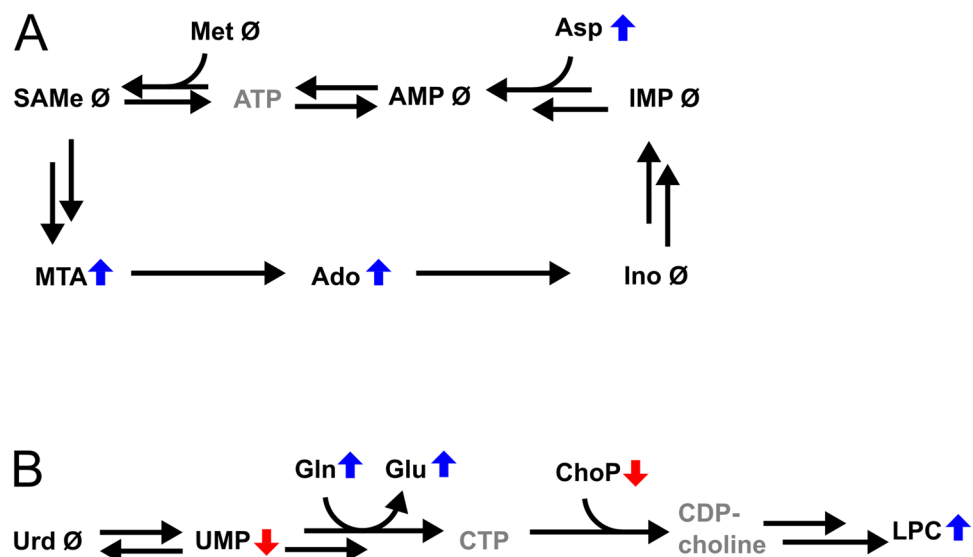 A
Met Ø
Asp
SAMe Ø
ATP
AMP Ø
IMP Ø
MTA
Ado
Ino Ø
B
Gln
Glu
ChoP
Urd Ø
UMP
CTP
CDP-
choline
LPC